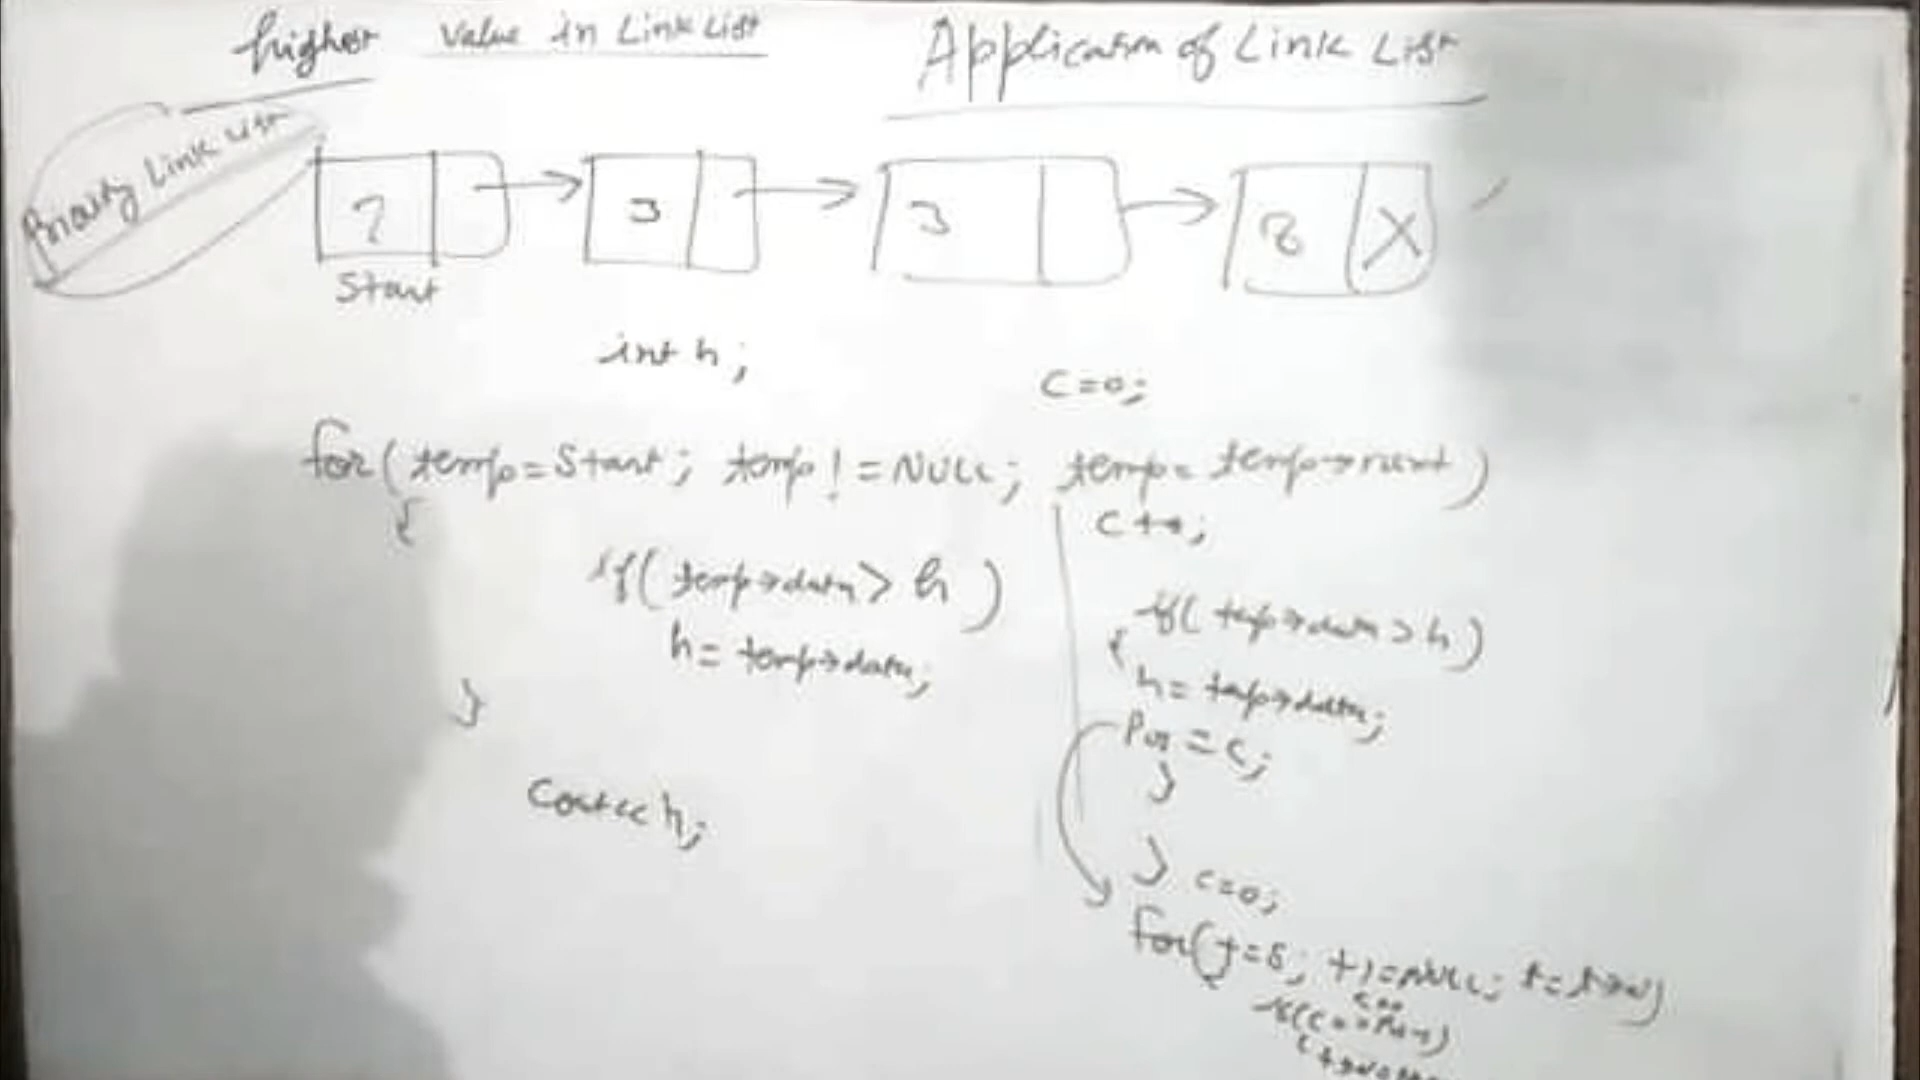 higher value in Link List
Application of Link List
Priority Link List
7 3 8 X
Start
int h;
C=0;
for( temp=Start; temp!=NULL; temp=temp→next)
{
C++;
if( temp→data> h )
h= temp→data;
}
Cout<< h;
if( temp→data>h )
{
h= temp→data;
Pos = c;
}
} c=0;
for(t=s; t!=NULL; t=t→n)